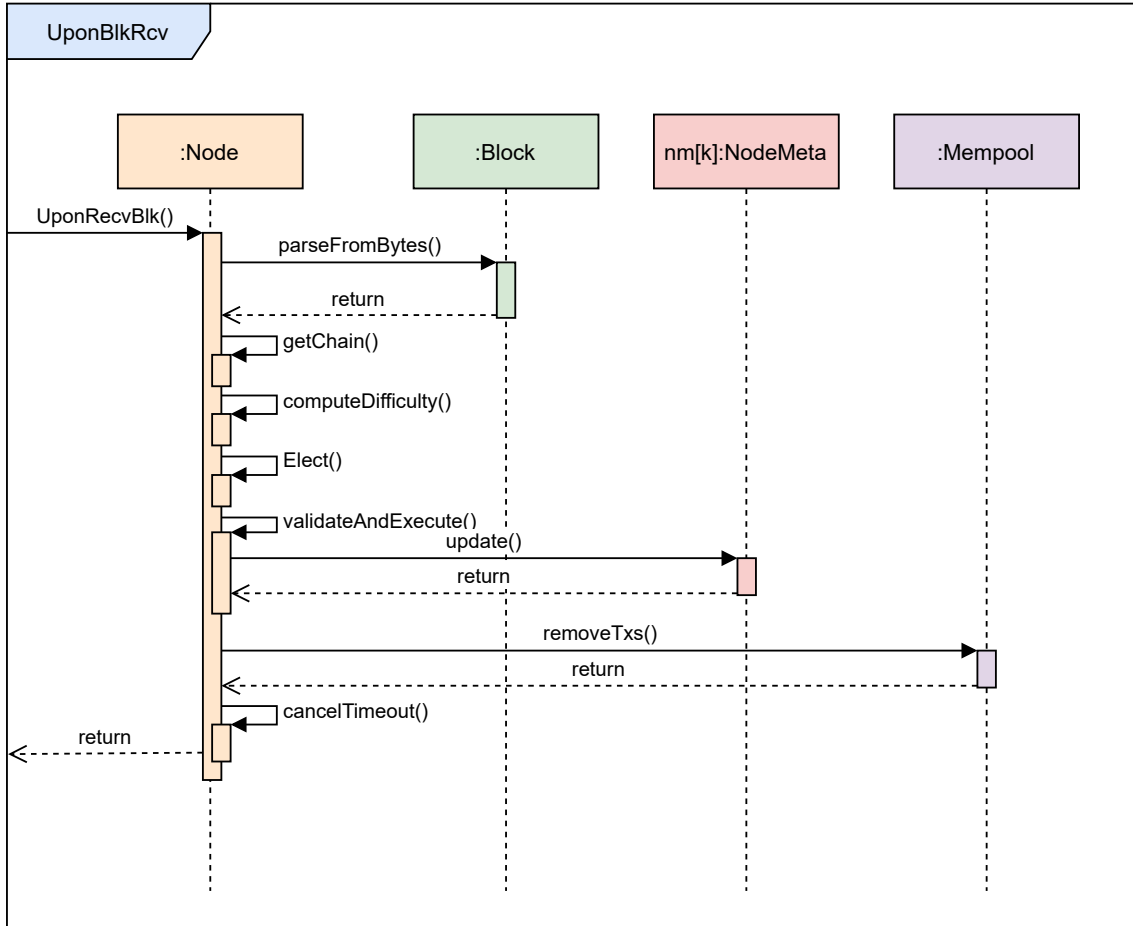 UponBlkRcv
:Node
:Block
nm[k]:NodeMeta
:Mempool
UponRecvBlk()
parseFromBytes()
return
getChain()
computeDifficulty()
Elect()
validateAndExecute()
update()
return
removeTxs()
return
cancelTimeout()
return